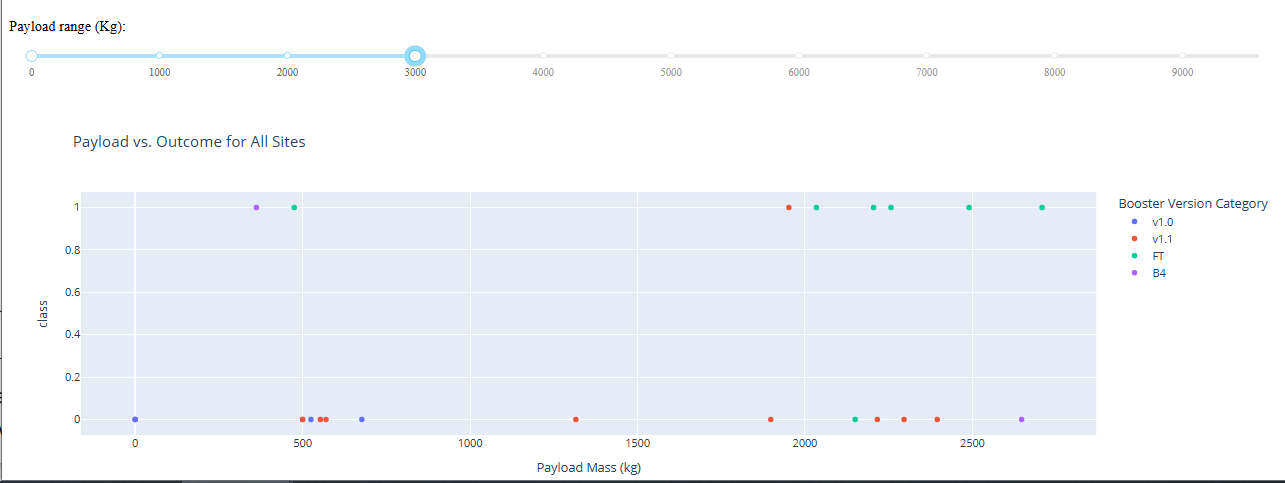 Payload range (Kg):
0 1000 2000 3000 4000 5000 6000 7000 8000 9000
Payload vs. Outcome for All Sites
Booster Version Category
v1.0
v1.1
FT
B4
class
1
0.8
0.6
0.4
0.2
0
0 500 1000 1500 2000 2500
Payload Mass (kg)